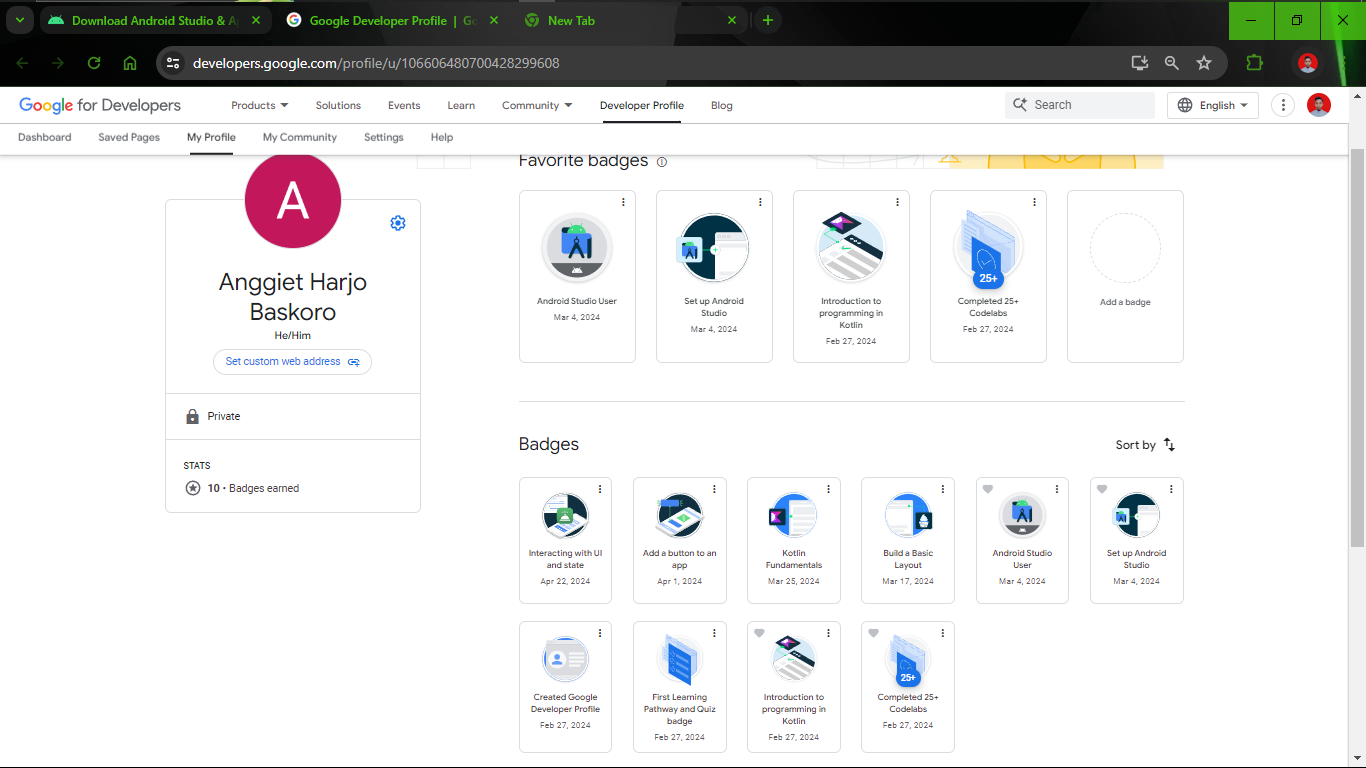 Download Android Studio & A
Google Developer Profile | Go
New Tab
developers.google.com/profile/u/106606480700428299608
Google for Developers
Products
Solutions
Events
Learn
Community
Developer Profile
Blog
Search
English
Dashboard
Saved Pages
My Profile
My Community
Settings
Help
A
Anggiet Harjo
Baskoro
He/Him
Set custom web address
Private
STATS
10 • Badges earned
Favorite badges
Android Studio User
Mar 4, 2024
Set up Android
Studio
Mar 4, 2024
Introduction to
programming in
Kotlin
Feb 27, 2024
25+
Completed 25+
Codelabs
Feb 27, 2024
Add a badge
Badges
Sort by
Interacting with UI
and state
Apr 22, 2024
Add a button to an
app
Apr 1, 2024
Kotlin
Fundamentals
Mar 25, 2024
Build a Basic
Layout
Mar 17, 2024
Android Studio
User
Mar 4, 2024
Set up Android
Studio
Mar 4, 2024
Created Google
Developer Profile
Feb 27, 2024
First Learning
Pathway and Quiz
badge
Feb 27, 2024
Introduction to
programming in
Kotlin
Feb 27, 2024
25+
Completed 25+
Codelabs
Feb 27, 2024